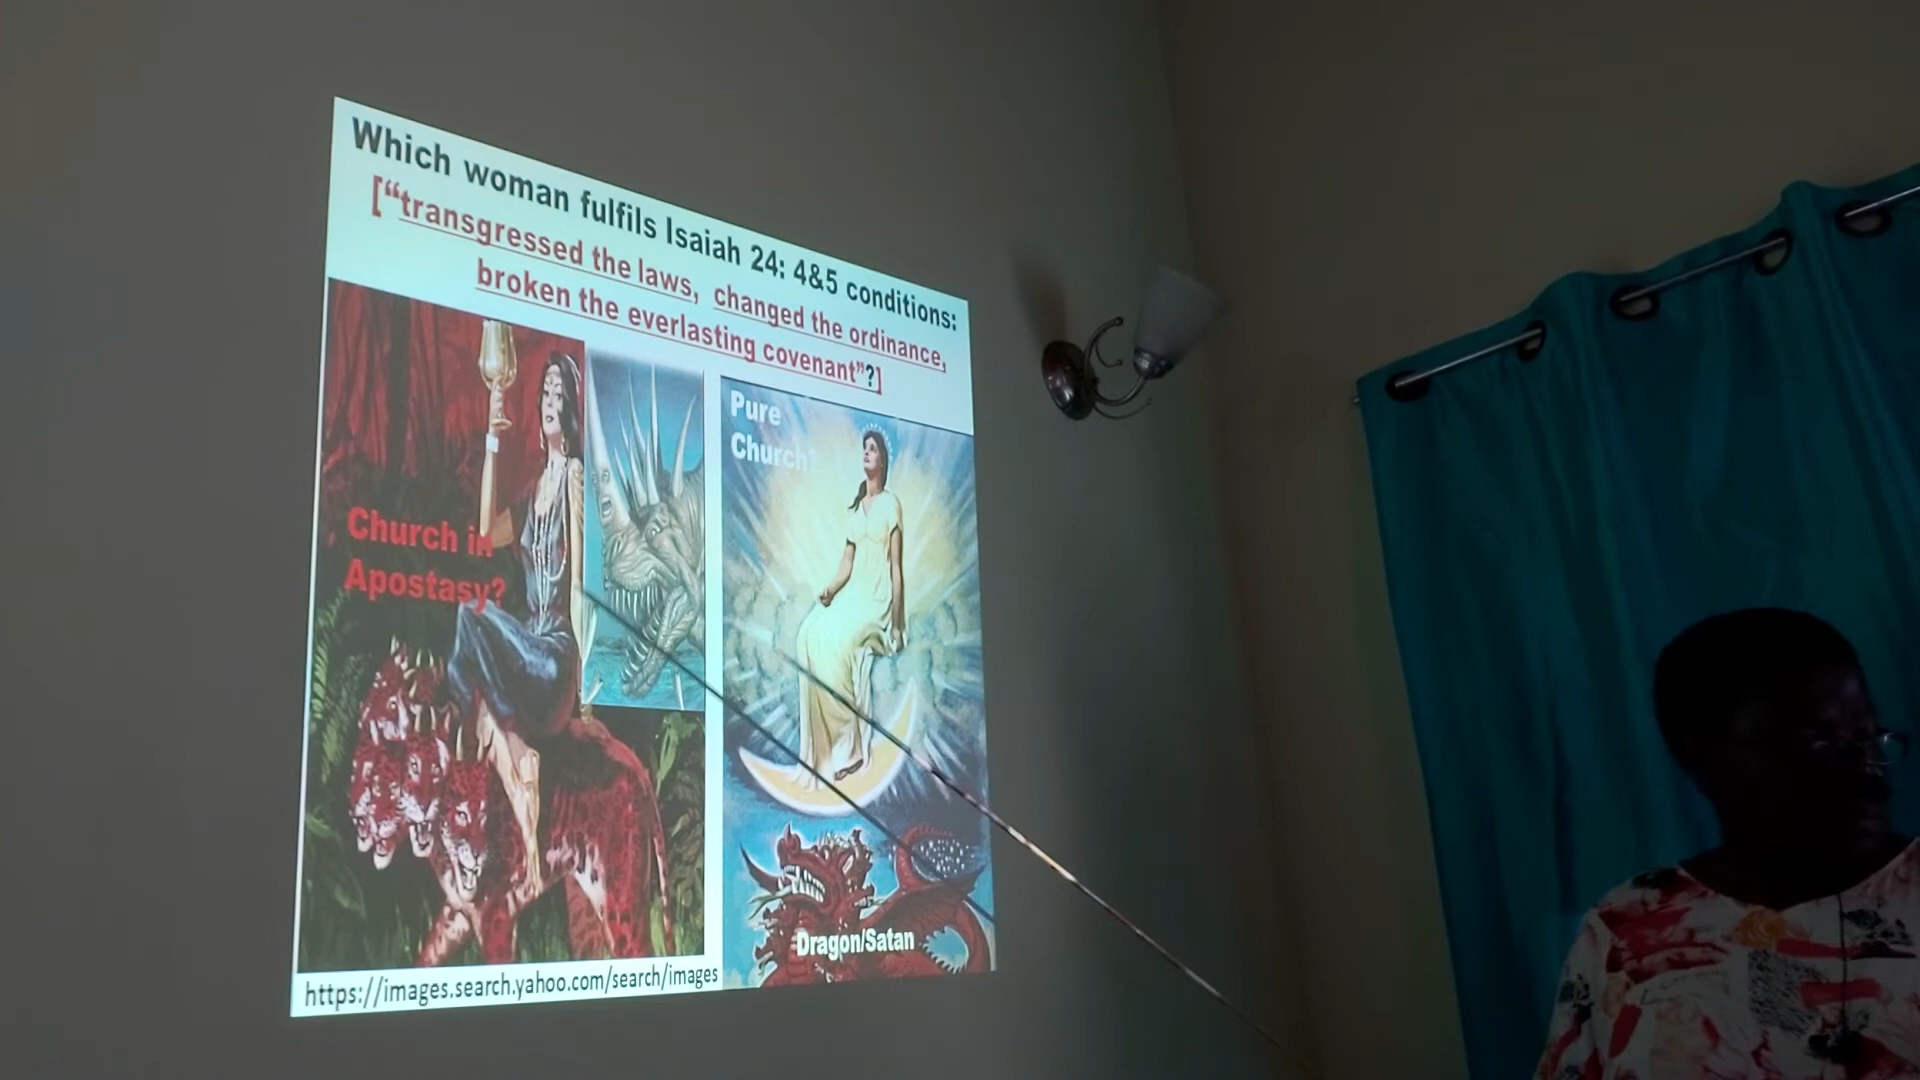 Which woman fulfils Isaiah 24: 4&5 conditions:
["transgressed the laws, changed the ordinance,
broken the everlasting covenant"?]
Church in
Apostasy?
Pure
Church?
Dragon/Satan
https://images.search.yahoo.com/search/images